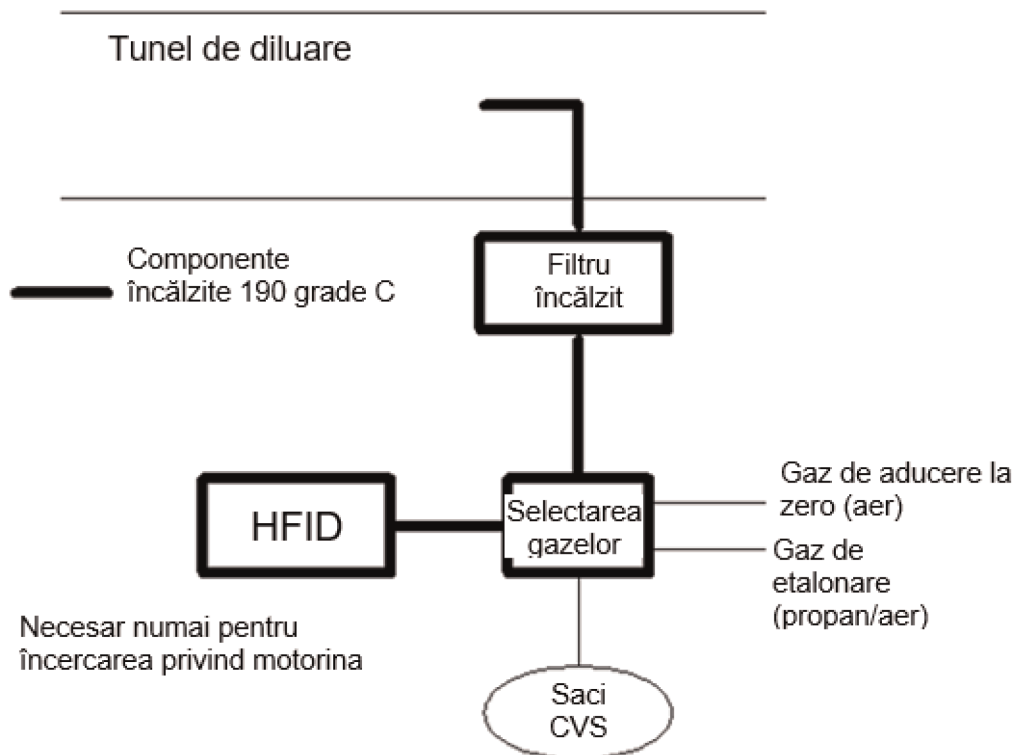 Tunel de diluare
Componente
încălzite 190 grade C
Filtru
încălzit
HFID
Selectarea
gazelor
Gaz de aducere la
zero (aer)
Gaz de
etalonare
(propan/aer)
Necesar numai pentru
încercarea privind motorina
Saci
CVS